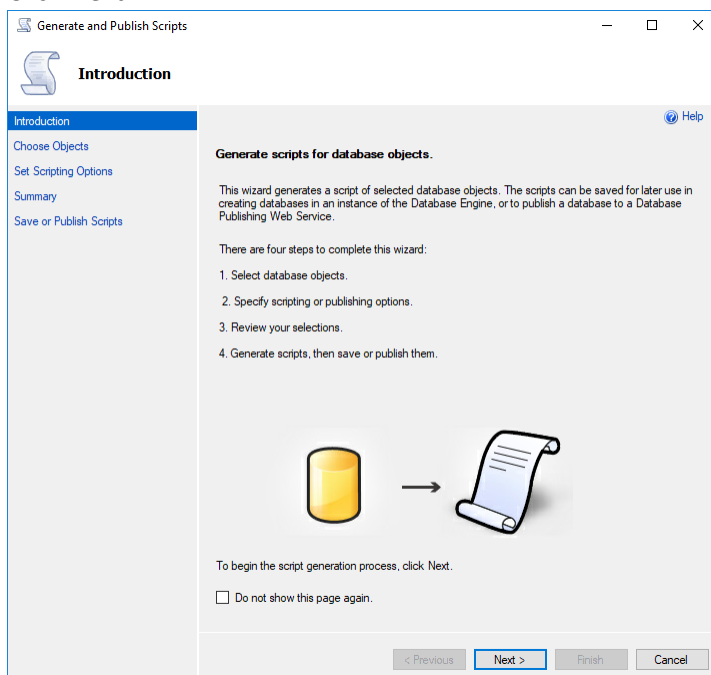 Generate and Publish Scripts
Introduction
Help
Introduction
Choose Objects
Set Scripting Options
Summary
Save or Publish Scripts
Generate scripts for database objects.
This wizard generates a script of selected database objects. The scripts can be saved for later use in
creating databases in an instance of the Database Engine, or to publish a database to a Database
Publishing Web Service.
There are four steps to complete this wizard:
1. Select database objects.
2. Specify scripting or publishing options.
3. Review your selections.
4. Generate scripts, then save or publish them.
To begin the script generation process, click Next.
Do not show this page again.
< Previous
Next >
Finish
Cancel